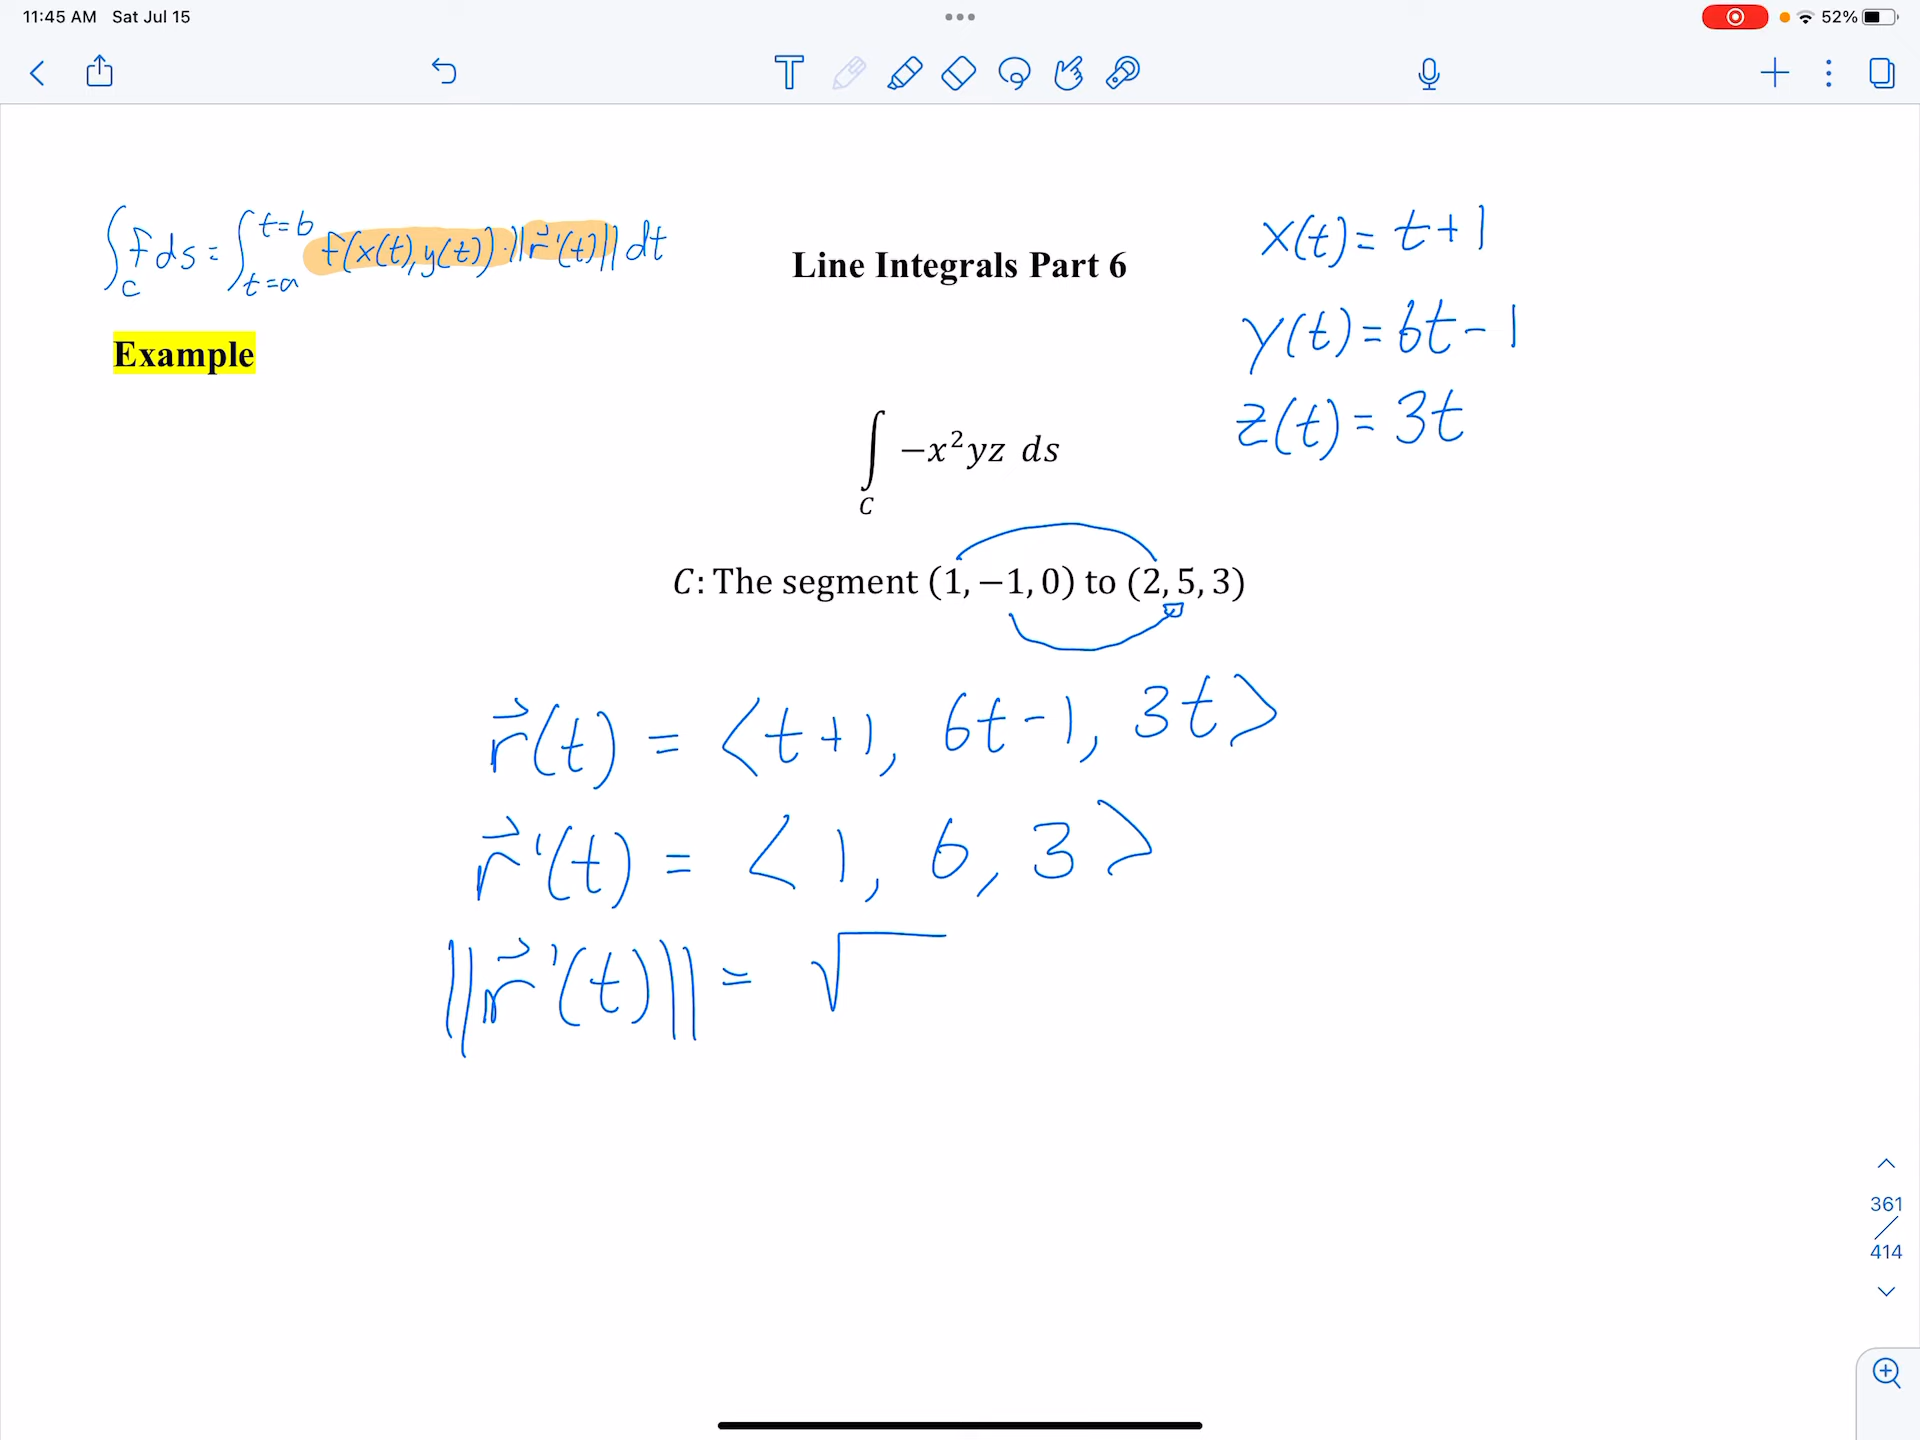 11:45 AM Sat Jul 15
52%
T
∫_C f ds = ∫_{t=a}^{t=b} f(x(t), y(t)) · ||r⃗'(t)|| dt
Line Integrals Part 6
x(t) = t+1
y(t) = 6t-1
z(t) = 3t
Example
∫_C −x²yz ds
C: The segment (1, −1, 0) to (2, 5, 3)
r⃗(t) = <t+1, 6t-1, 3t>
r⃗'(t) = <1, 6, 3>
||r⃗'(t)|| = √
361
/
414